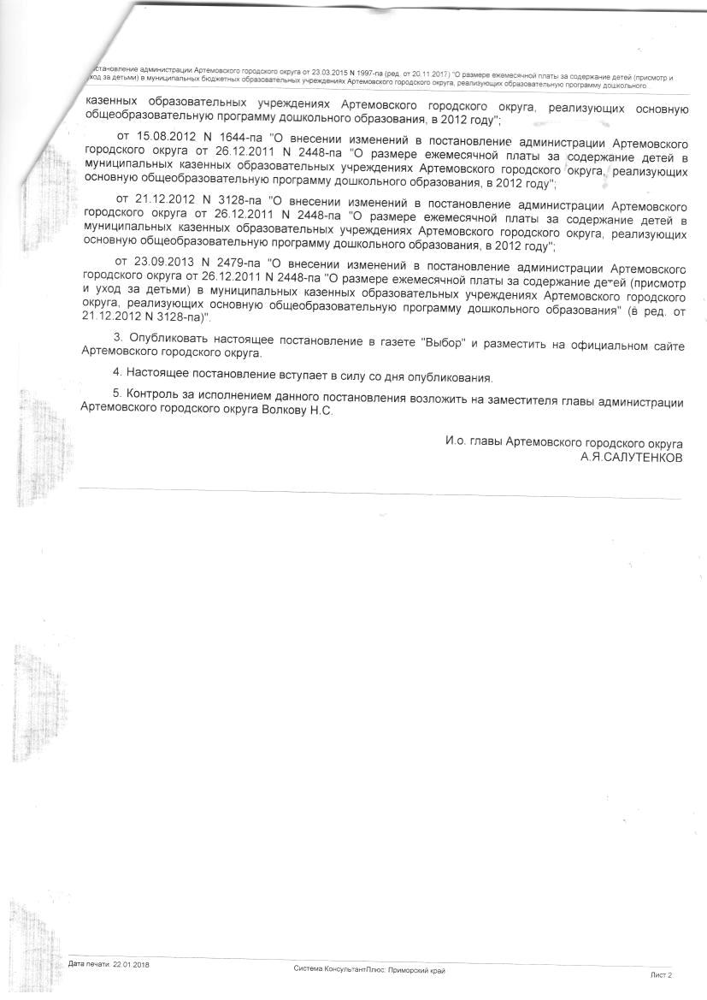 становление администрации Артемовского городского округа от 23.03.2015 N 1997-па (ред. от 20.11.2017) "О размере ежемесячной платы за содержание детей (присмотр и
уход за детьми) в муниципальных бюджетных образовательных учреждениях Артемовского городского округа, реализующих образовательную программу дошкольного...
казенных образовательных учреждениях Артемовского городского округа, реализующих основную
общеобразовательную программу дошкольного образования, в 2012 году";
от 15.08.2012 N 1644-па "О внесении изменений в постановление администрации Артемовского
городского округа от 26.12.2011 N 2448-па "О размере ежемесячной платы за содержание детей в
муниципальных казенных образовательных учреждениях Артемовского городского округа, реализующих
основную общеобразовательную программу дошкольного образования, в 2012 году";
от 21.12.2012 N 3128-па "О внесении изменений в постановление администрации Артемовского
городского округа от 26.12.2011 N 2448-па "О размере ежемесячной платы за содержание детей в
муниципальных казенных образовательных учреждениях Артемовского городского округа, реализующих
основную общеобразовательную программу дошкольного образования, в 2012 году";
от 23.09.2013 N 2479-па "О внесении изменений в постановление администрации Артемовского
городского округа от 26.12.2011 N 2448-па "О размере ежемесячной платы за содержание детей (присмотр
и уход за детьми) в муниципальных казенных образовательных учреждениях Артемовского городского
округа, реализующих основную общеобразовательную программу дошкольного образования" (в ред. от
21.12.2012 N 3128-па)".
3. Опубликовать настоящее постановление в газете "Выбор" и разместить на официальном сайте
Артемовского городского округа.
4. Настоящее постановление вступает в силу со дня опубликования.
5. Контроль за исполнением данного постановления возложить на заместителя главы администрации
Артемовского городского округа Волкову Н.С.
И.о. главы Артемовского городского округа
А.Я.САЛУТЕНКОВ
Дата печати: 22.01.2018
Система КонсультантПлюс: Приморский край
Лист 2